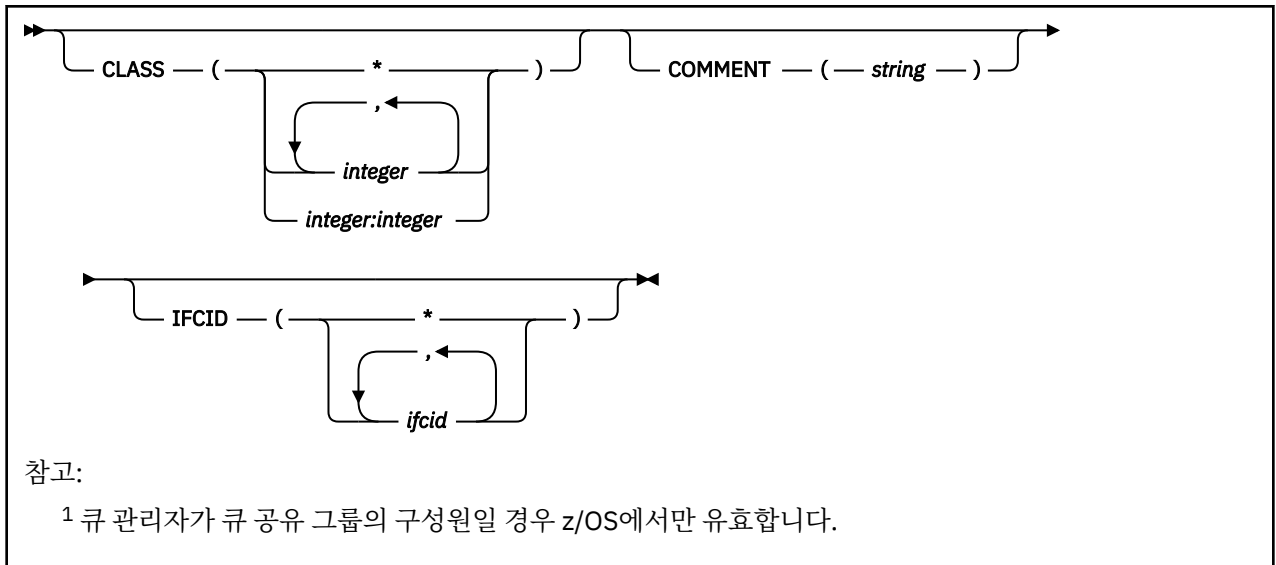 CLASS ( * ) COMMENT ( string )
,
integer
integer:integer
IFCID ( * )
,
ifcid
참고:
1 큐 관리자가 큐 공유 그룹의 구성원일 경우 z/OS에서만 유효합니다.